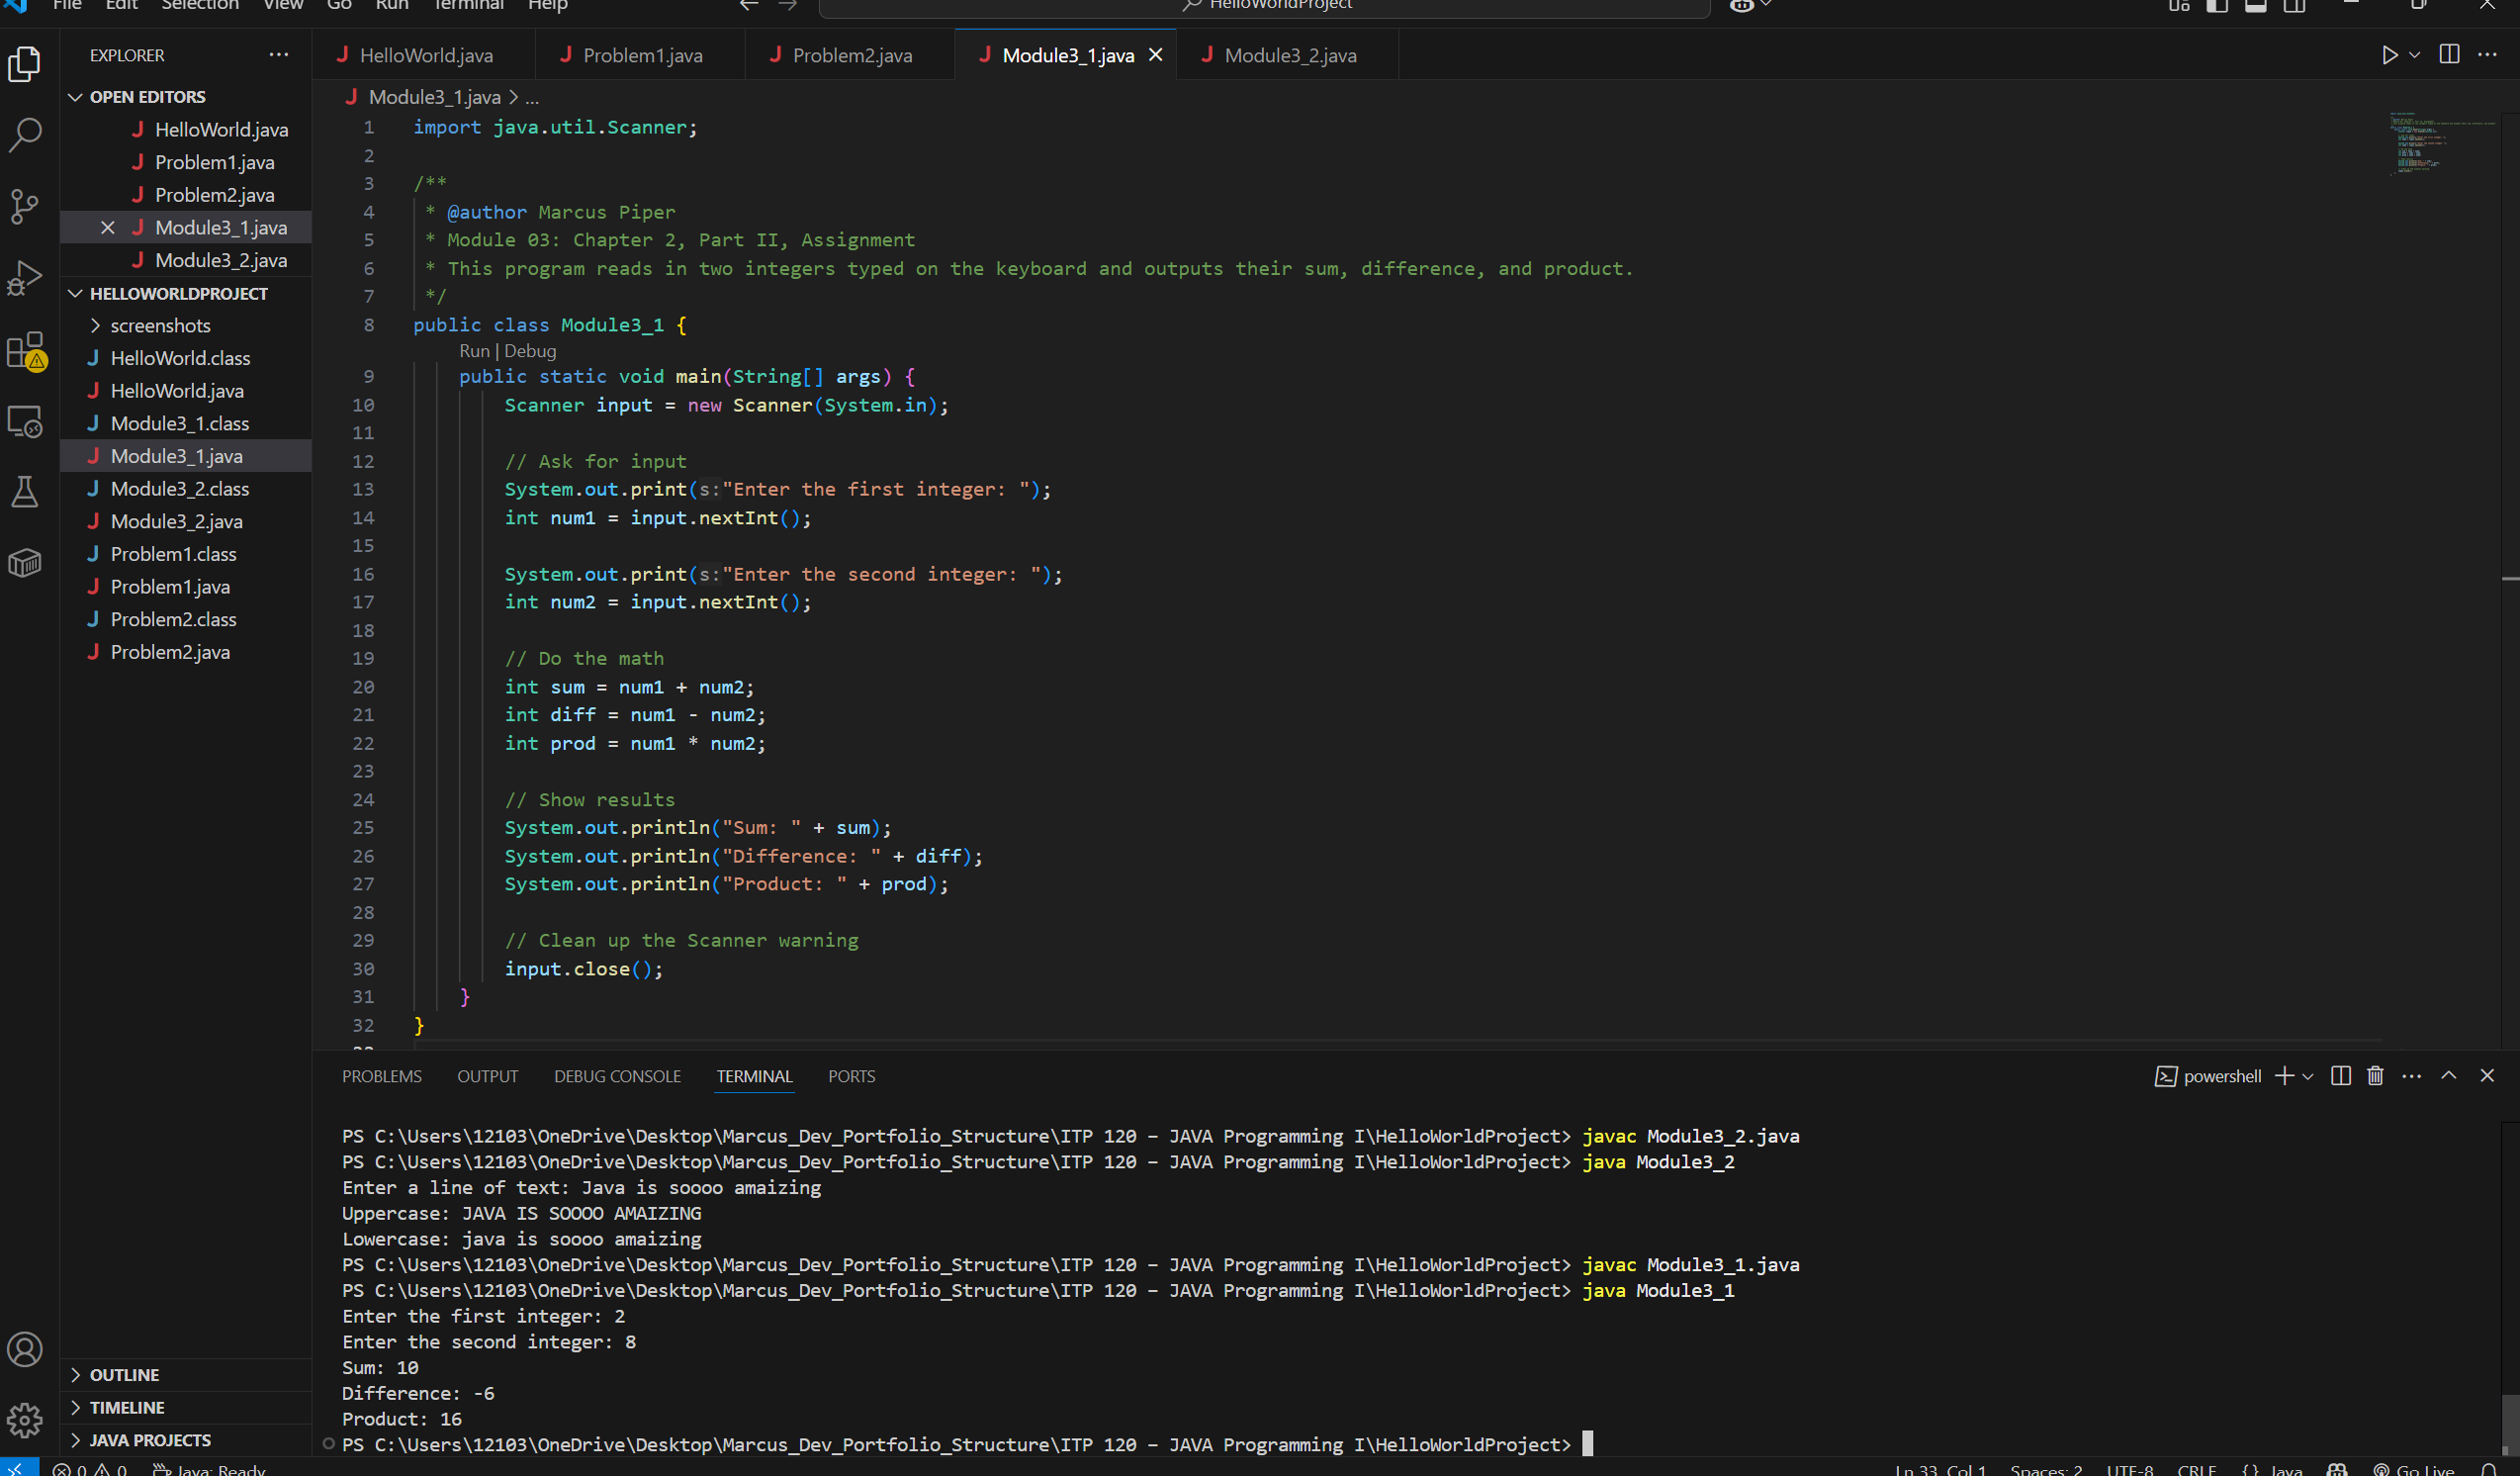 File Edit Selection View Go Run Terminal Help
HelloWorldProject
EXPLORER
OPEN EDITORS
HelloWorld.java
Problem1.java
Problem2.java
Module3_1.java
Module3_2.java
HELLOWORLDPROJECT
screenshots
HelloWorld.class
HelloWorld.java
Module3_1.class
Module3_1.java
Module3_2.class
Module3_2.java
Problem1.class
Problem1.java
Problem2.class
Problem2.java
OUTLINE
TIMELINE
JAVA PROJECTS
HelloWorld.java Problem1.java Problem2.java Module3_1.java Module3_2.java
Module3_1.java > ...
1 import java.util.Scanner;
2
3 /**
4 * @author Marcus Piper
5 * Module 03: Chapter 2, Part II, Assignment
6 * This program reads in two integers typed on the keyboard and outputs their sum, difference, and product.
7 */
8 public class Module3_1 {
Run | Debug
9 public static void main(String[] args) {
10 Scanner input = new Scanner(System.in);
11
12 // Ask for input
13 System.out.print(s:"Enter the first integer: ");
14 int num1 = input.nextInt();
15
16 System.out.print(s:"Enter the second integer: ");
17 int num2 = input.nextInt();
18
19 // Do the math
20 int sum = num1 + num2;
21 int diff = num1 - num2;
22 int prod = num1 * num2;
23
24 // Show results
25 System.out.println("Sum: " + sum);
26 System.out.println("Difference: " + diff);
27 System.out.println("Product: " + prod);
28
29 // Clean up the Scanner warning
30 input.close();
31 }
32 }
PROBLEMS OUTPUT DEBUG CONSOLE TERMINAL PORTS
powershell
PS C:\Users\12103\OneDrive\Desktop\Marcus_Dev_Portfolio_Structure\ITP 120 – JAVA Programming I\HelloWorldProject> javac Module3_2.java
PS C:\Users\12103\OneDrive\Desktop\Marcus_Dev_Portfolio_Structure\ITP 120 – JAVA Programming I\HelloWorldProject> java Module3_2
Enter a line of text: Java is soooo amaizing
Uppercase: JAVA IS SOOOO AMAIZING
Lowercase: java is soooo amaizing
PS C:\Users\12103\OneDrive\Desktop\Marcus_Dev_Portfolio_Structure\ITP 120 – JAVA Programming I\HelloWorldProject> javac Module3_1.java
PS C:\Users\12103\OneDrive\Desktop\Marcus_Dev_Portfolio_Structure\ITP 120 – JAVA Programming I\HelloWorldProject> java Module3_1
Enter the first integer: 2
Enter the second integer: 8
Sum: 10
Difference: -6
Product: 16
PS C:\Users\12103\OneDrive\Desktop\Marcus_Dev_Portfolio_Structure\ITP 120 – JAVA Programming I\HelloWorldProject>
0 0 Java: Ready
Ln 33, Col 1 Spaces: 2 UTF-8 CRLF {} Java Go Live